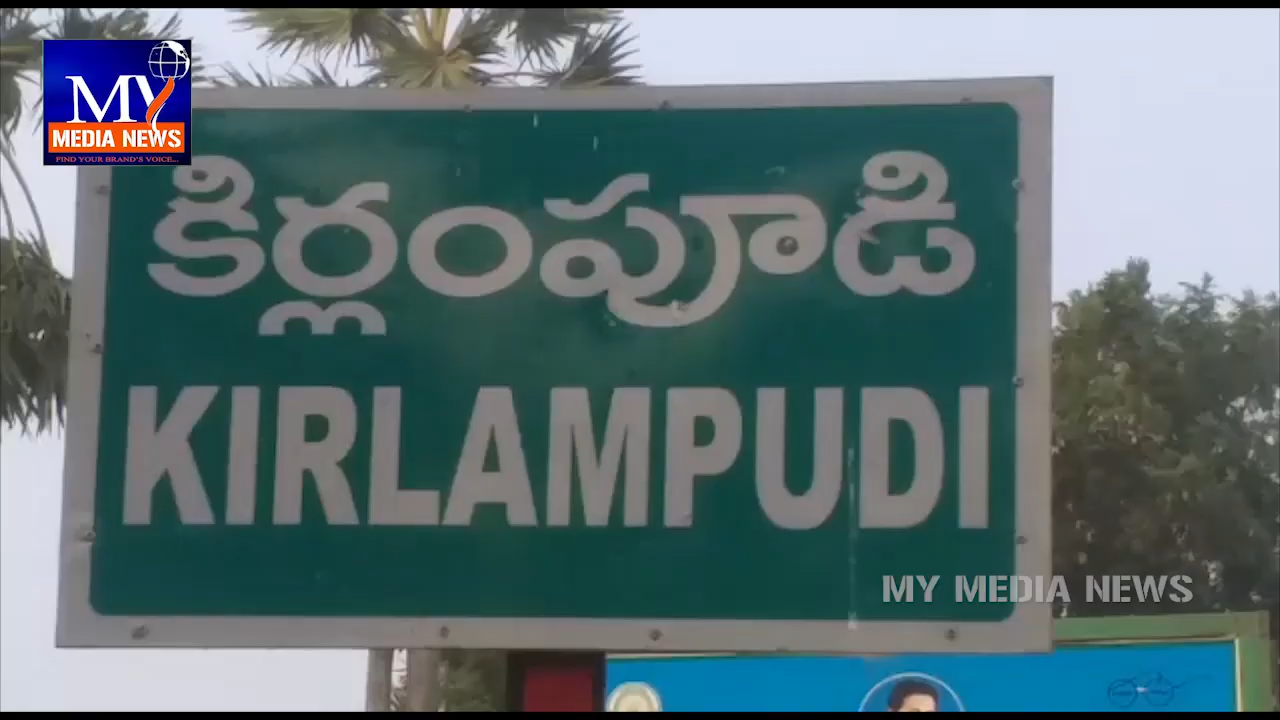 MY
MEDIA NEWS
FIND YOUR BRAND'S VOICE...
కిర్లంపూడి
KIRLAMPUDI
MY MEDIA NEWS